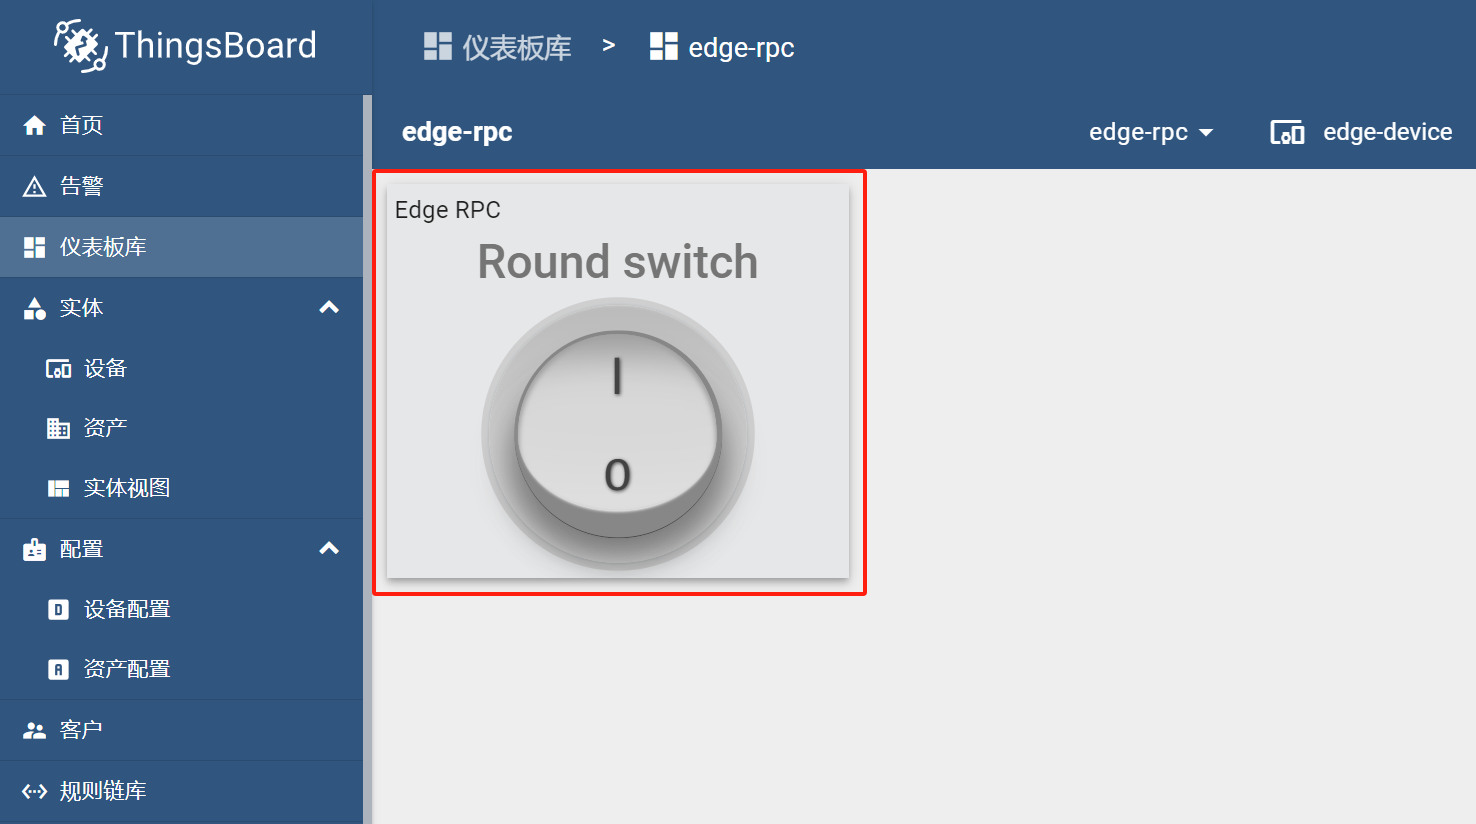 ThingsBoard
首页
告警
仪表板库
实体
设备
资产
实体视图
配置
设备配置
资产配置
客户
规则链库
仪表板库 > edge-rpc
edge-rpc
edge-rpc
edge-device
Edge RPC
Round switch
I
0